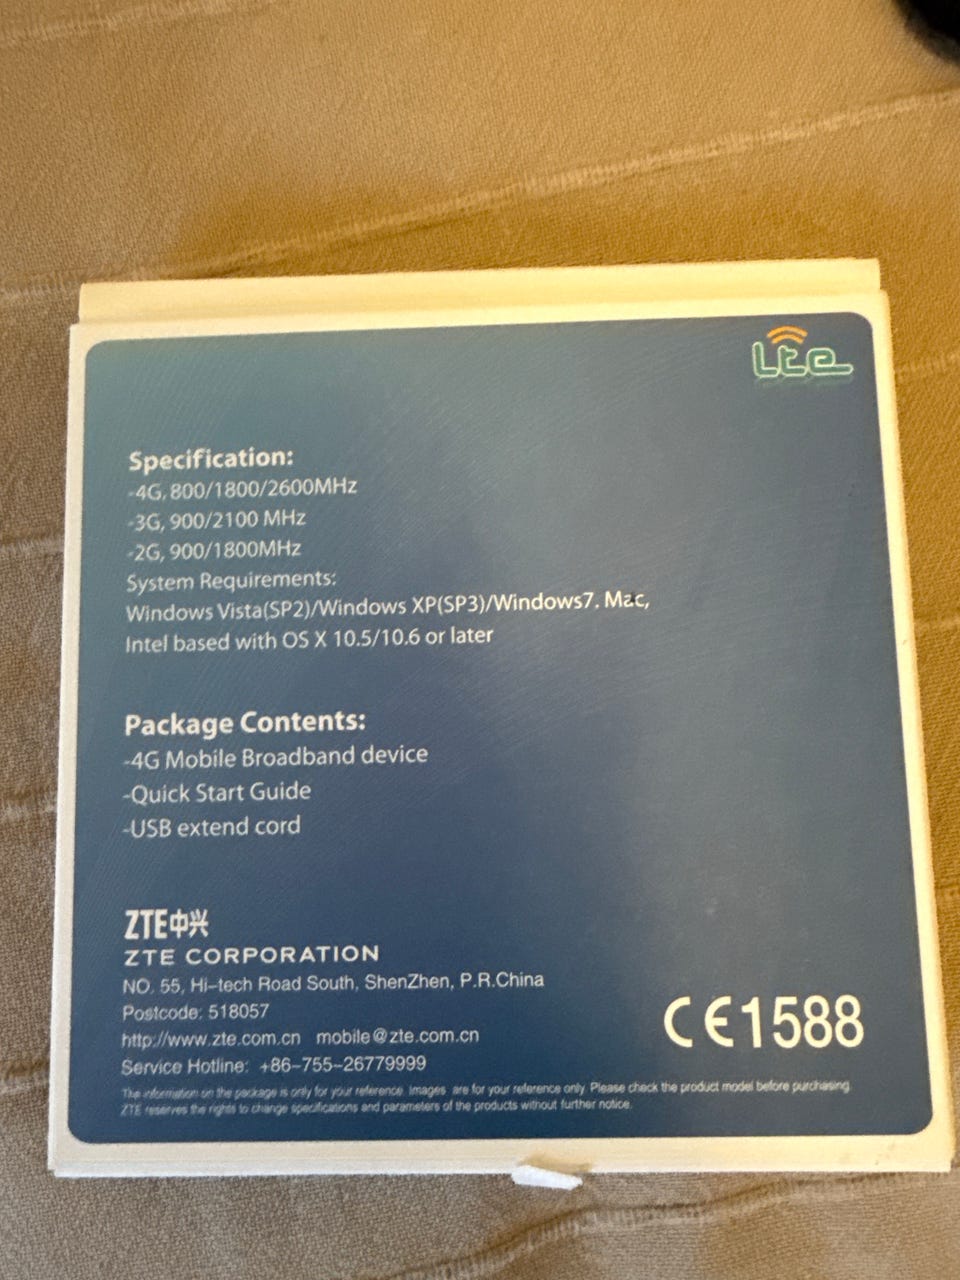 Lte
Specification:
-4G, 800/1800/2600MHz
-3G, 900/2100 MHz
-2G, 900/1800MHz
System Requirements:
Windows Vista(SP2)/Windows XP(SP3)/Windows7. Mac,
Intel based with OS X 10.5/10.6 or later
Package Contents:
-4G Mobile Broadband device
-Quick Start Guide
-USB extend cord
ZTE中兴
ZTE CORPORATION
NO. 55, Hi-tech Road South, ShenZhen, P.R.China
Postcode: 518057
http://www.zte.com.cn mobile@zte.com.cn
Service Hotline: +86-755-26779999
CE1588
The information on the package is only for your reference. Images are for your reference only. Please check the product model before purchasing.
ZTE reserves the rights to change specifications and parameters of the products without further notice.